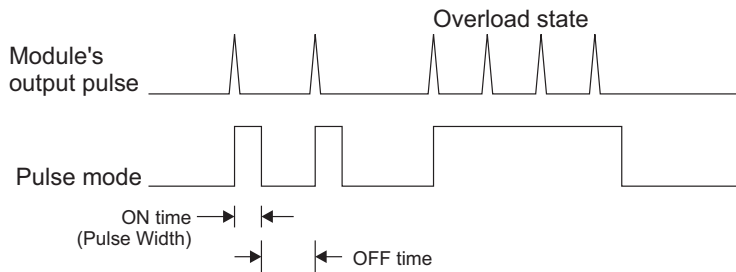 Overload state
Module's
output pulse
Pulse mode
ON time
(Pulse Width)
OFF time